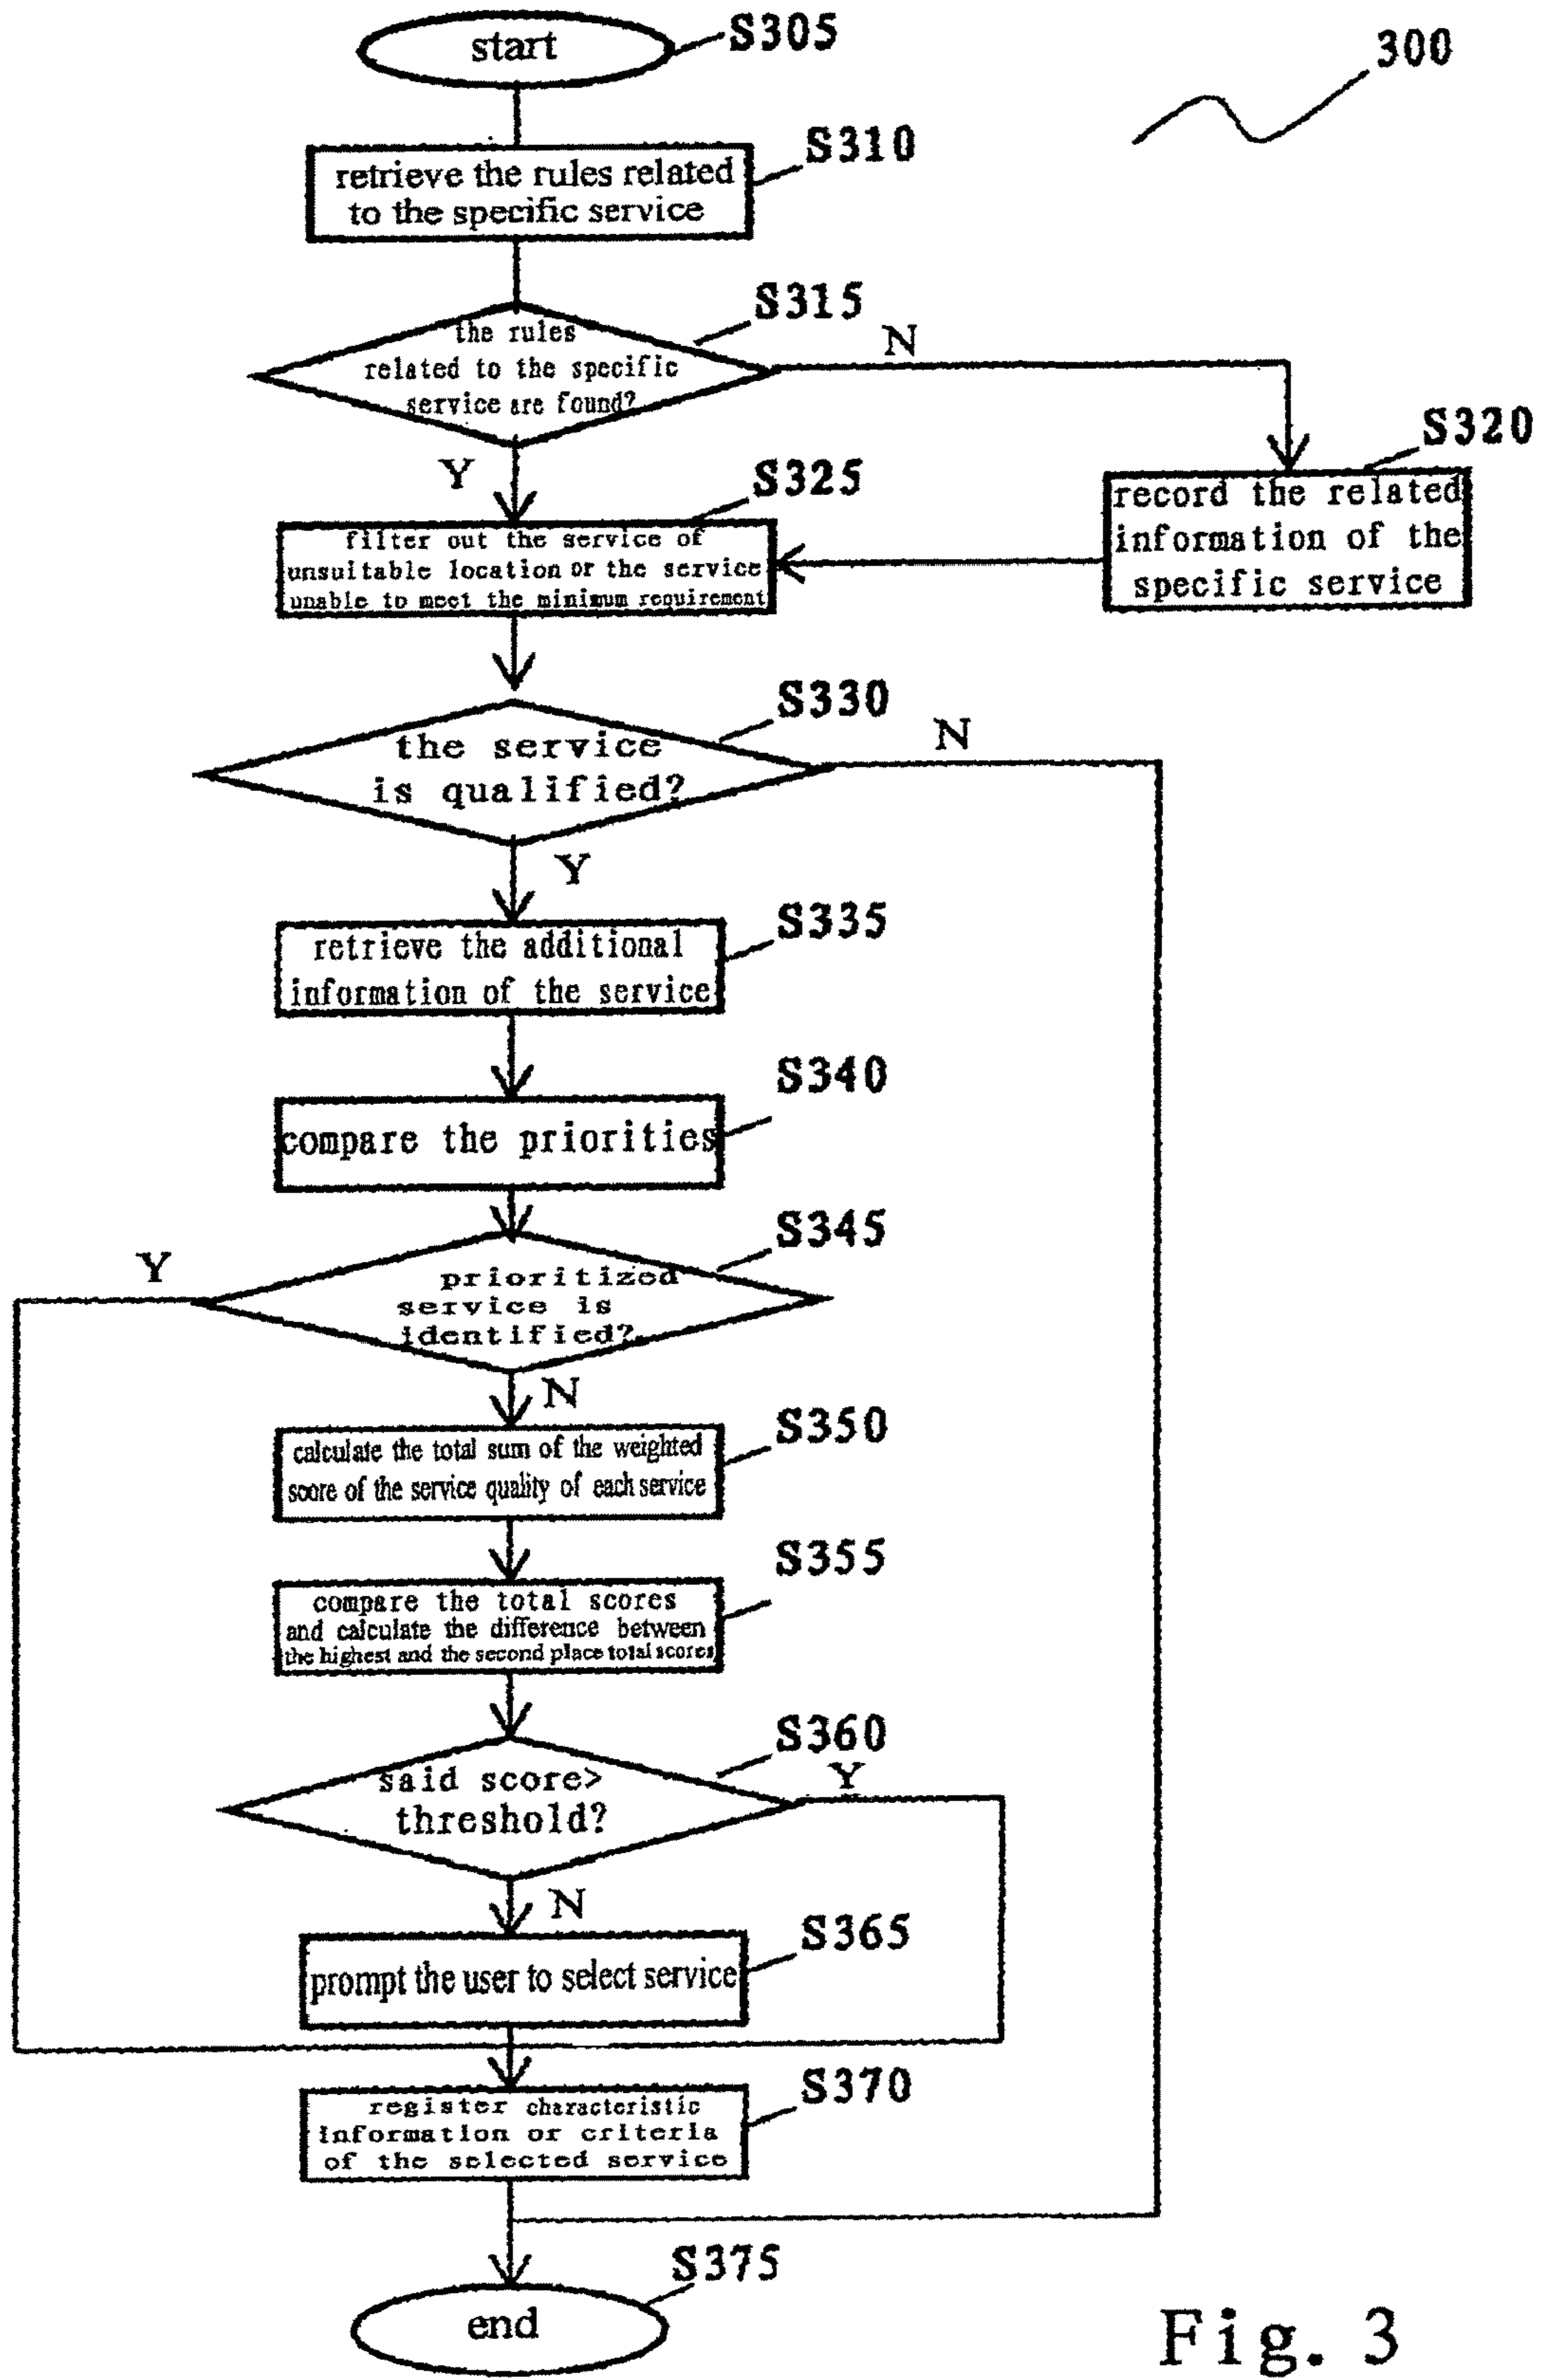 start
S305
300
retrieve the rules related
to the specific service
S310
the rules
related to the specific
service are found?
S315
N
Y
S320
record the related
information of the
specific service
S325
filter out the service of
unsuitable location or the service
unable to meet the minimum requirement
S330
the service
is qualified?
N
Y
S335
retrieve the additional
information of the service
S340
compare the priorities
S345
Y
prioritized
service is
identified?
N
S350
calculate the total sum of the weighted
score of the service quality of each service
S355
compare the total scores
and calculate the difference between
the highest and the second place total scores
S360
said score>
threshold?
Y
N
S365
prompt the user to select service
S370
register characteristic
information or criteria
of the selected service
S375
end
Fig. 3